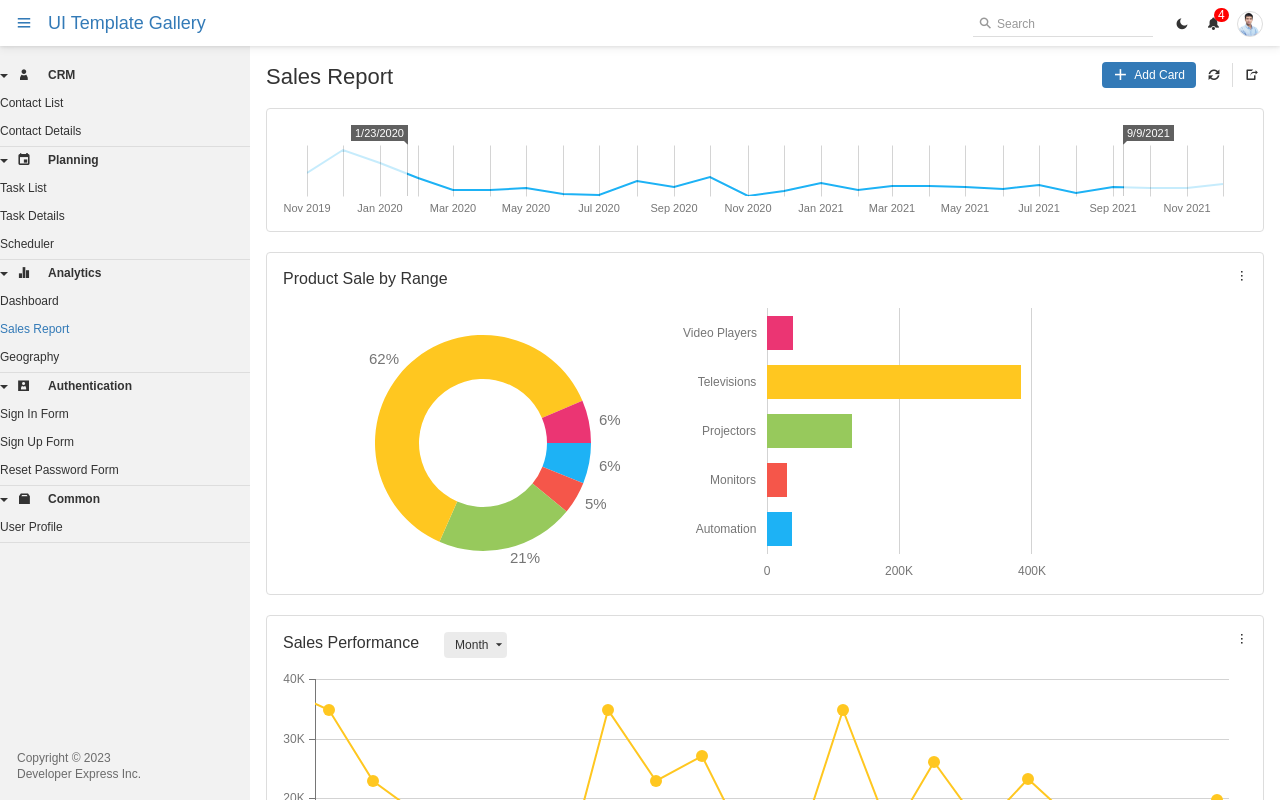 UI Template Gallery
Search
4
CRM
Contact List
Contact Details
Planning
Task List
Task Details
Scheduler
Analytics
Dashboard
Sales Report
Geography
Authentication
Sign In Form
Sign Up Form
Reset Password Form
Common
User Profile
Copyright © 2023
Developer Express Inc.
Sales Report
Add Card
1/23/2020 9/9/2021
Nov 2019 Jan 2020 Mar 2020 May 2020 Jul 2020 Sep 2020 Nov 2020 Jan 2021 Mar 2021 May 2021 Jul 2021 Sep 2021 Nov 2021
Product Sale by Range
62%
6%
6%
5%
21%
Video Players
Televisions
Projectors
Monitors
Automation
0 200K 400K
Sales Performance
Month
40K
30K
20K